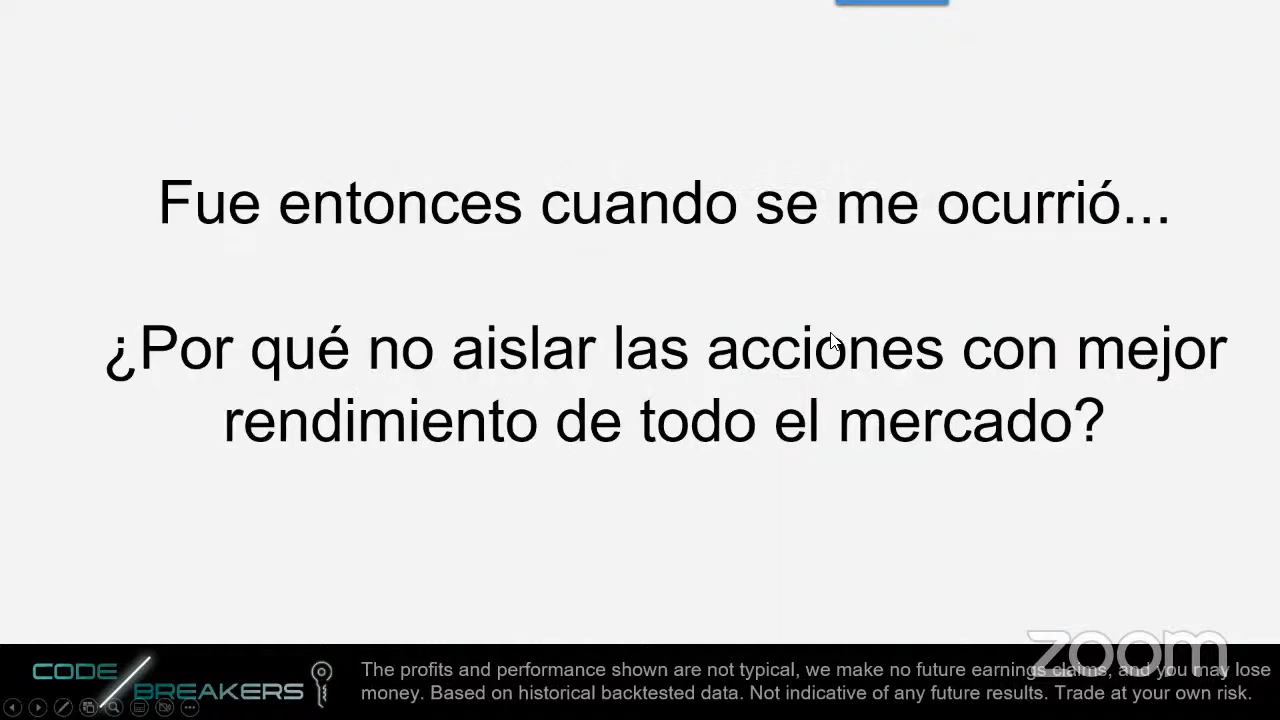 Fue entonces cuando se me ocurrió...
¿Por qué no aislar las acciones con mejor
rendimiento de todo el mercado?
zoom
CODE
BREAKERS
The profits and performance shown are not typical, we make no future earnings claims, and you may lose
money. Based on historical backtested data. Not indicative of any future results. Trade at your own risk.